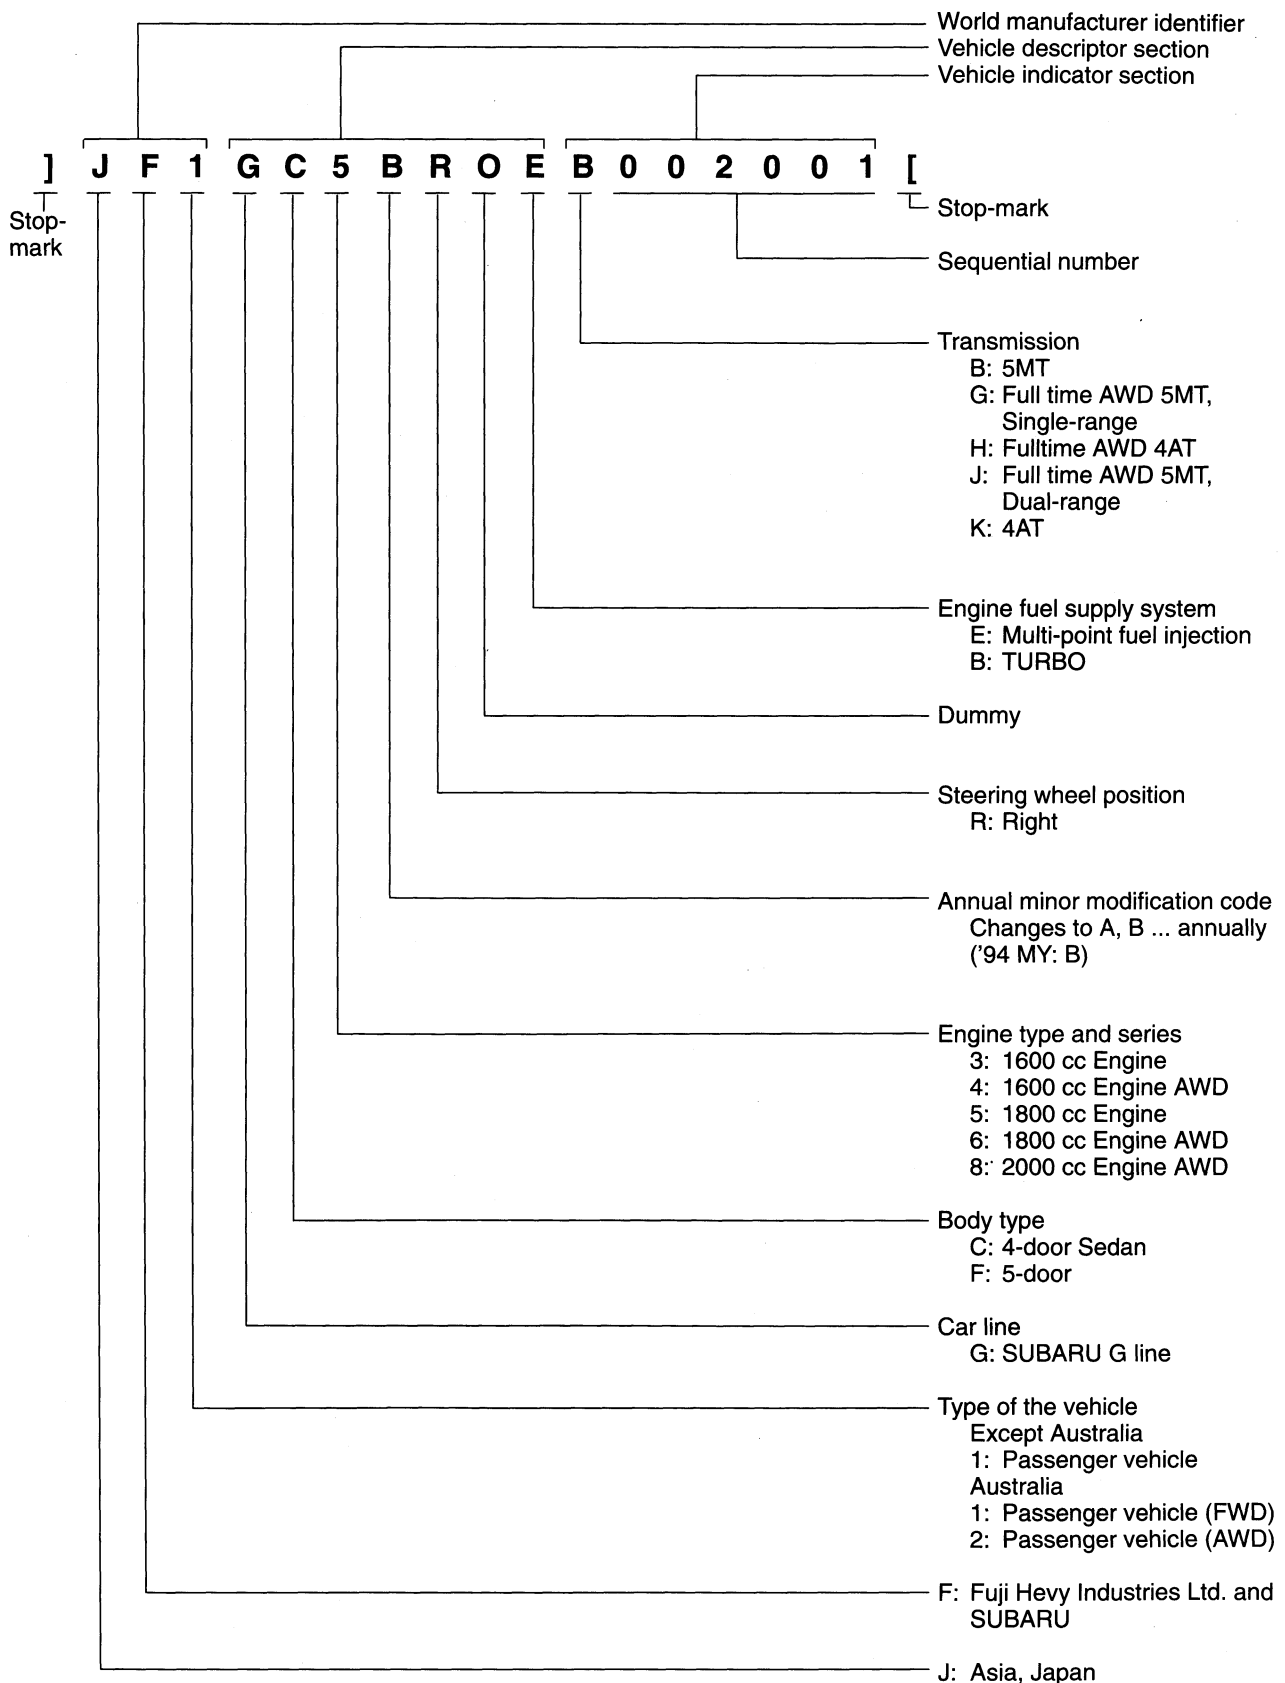 World manufacturer identifier
Vehicle descriptor section
Vehicle indicator section
] J F 1 G C 5 B R O E B 0 0 2 0 0 1 [
Stop-
mark
Stop-mark
Sequential number
Transmission
B: 5MT
G: Full time AWD 5MT,
Single-range
H: Fulltime AWD 4AT
J: Full time AWD 5MT,
Dual-range
K: 4AT
Engine fuel supply system
E: Multi-point fuel injection
B: TURBO
Dummy
Steering wheel position
R: Right
Annual minor modification code
Changes to A, B ... annually
('94 MY: B)
Engine type and series
3: 1600 cc Engine
4: 1600 cc Engine AWD
5: 1800 cc Engine
6: 1800 cc Engine AWD
8: 2000 cc Engine AWD
Body type
C: 4-door Sedan
F: 5-door
Car line
G: SUBARU G line
Type of the vehicle
Except Australia
1: Passenger vehicle
Australia
1: Passenger vehicle (FWD)
2: Passenger vehicle (AWD)
F: Fuji Hevy Industries Ltd. and
SUBARU
J: Asia, Japan